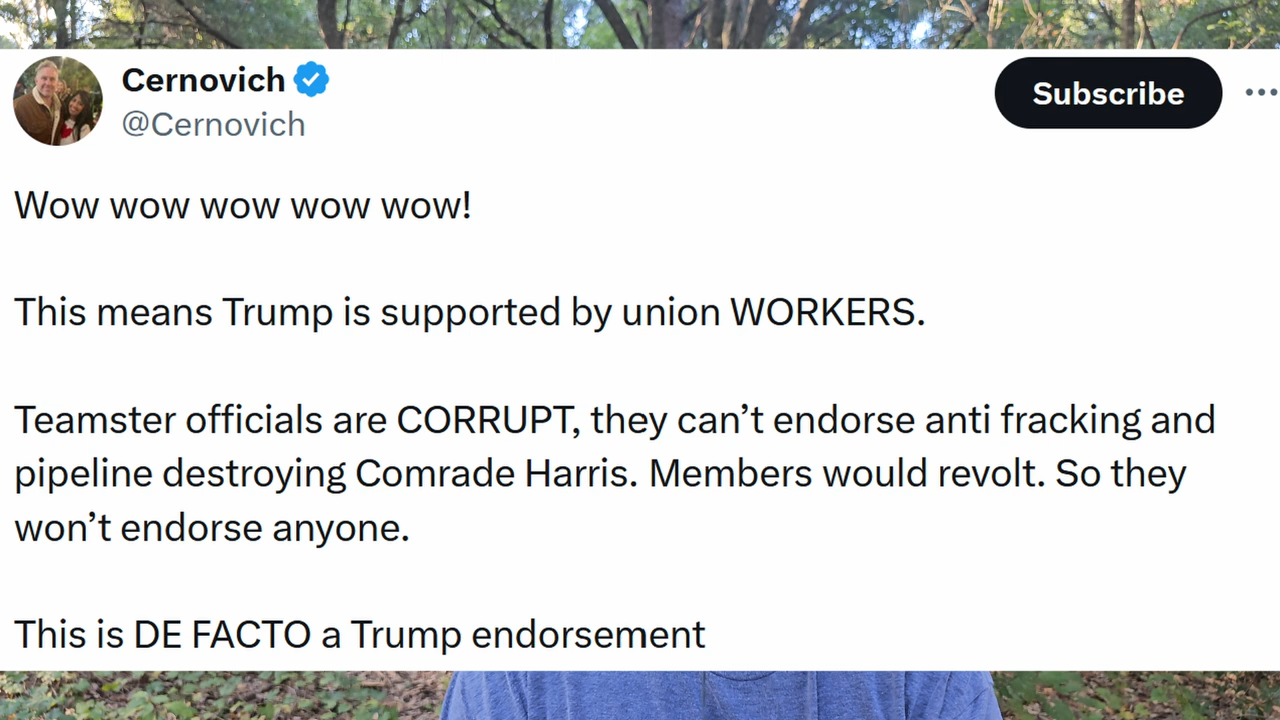 Cernovich
@Cernovich
Subscribe
Wow wow wow wow wow!
This means Trump is supported by union WORKERS.
Teamster officials are CORRUPT, they can’t endorse anti fracking and
pipeline destroying Comrade Harris. Members would revolt. So they
won’t endorse anyone.
This is DE FACTO a Trump endorsement